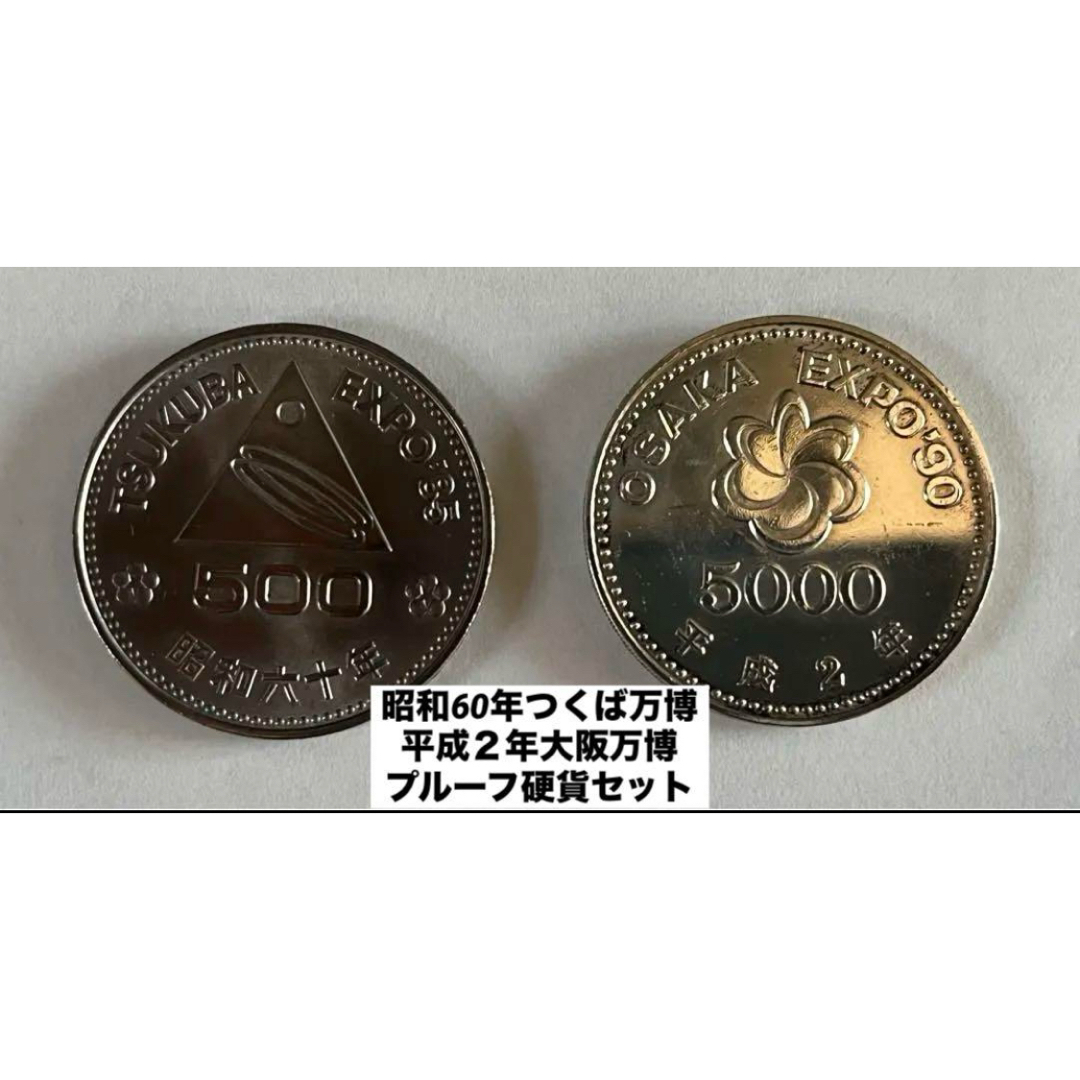 TSUKUBA EXPO'85
500
昭和六十年
OSAKA EXPO'90
5000
平成2年
昭和60年つくば万博
平成２年大阪万博
プルーフ硬貨セット